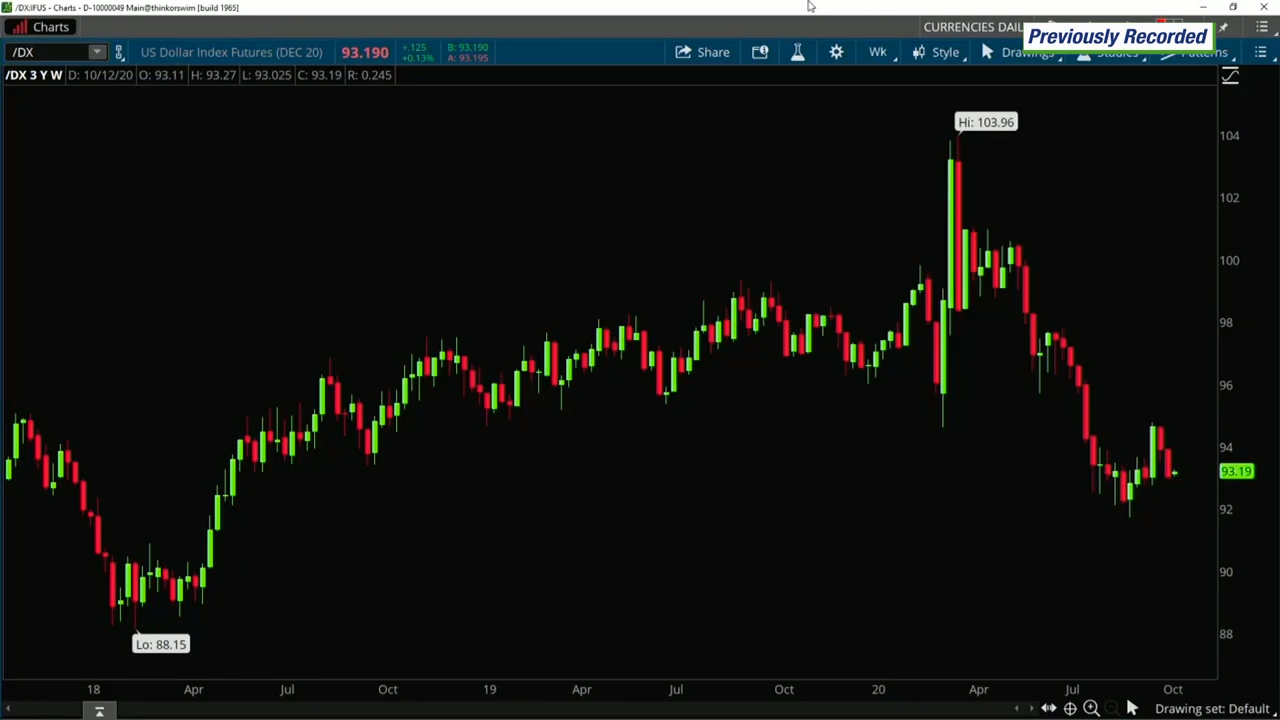 /DX:IFUS - Charts - D-10000049 Main@thinkorswim [build 1965]
Charts
CURRENCIES DAIL
Previously Recorded
/DX
US Dollar Index Futures (DEC 20)
93.190
+.125
+0.13%
B: 93.190
A: 93.195
Share
Wk
Style
Drawings
Studies
Patterns
/DX 3 Y W
D: 10/12/20
O: 93.11
H: 93.27
L: 93.025
C: 93.19
R: 0.245
Hi: 103.96
104
102
100
98
96
94
93.19
92
90
88
Lo: 88.15
18
Apr
Jul
Oct
19
Apr
Jul
Oct
20
Apr
Jul
Oct
Drawing set: Default